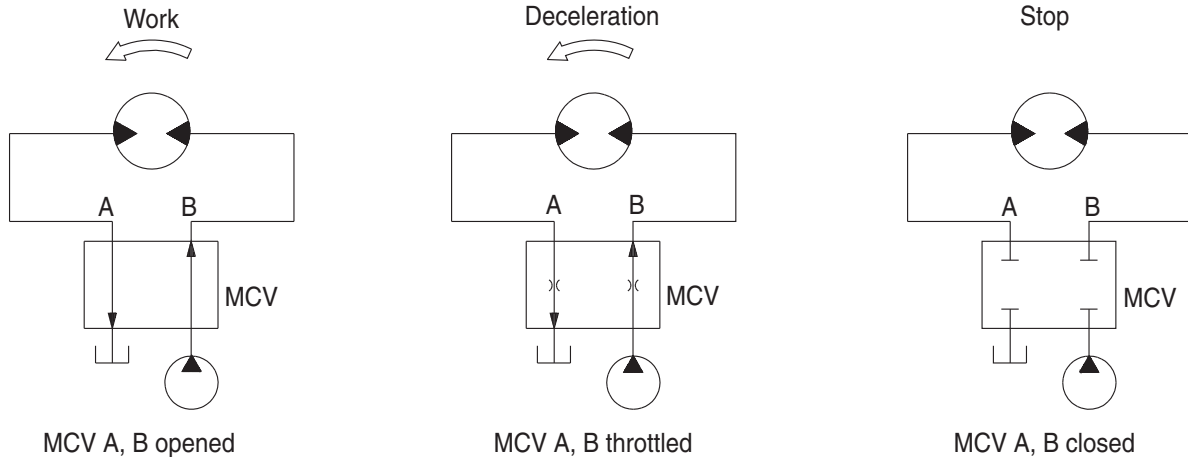 Work
A B
MCV
MCV A, B opened
Deceleration
A B
MCV
MCV A, B throttled
Stop
A B
MCV
MCV A, B closed